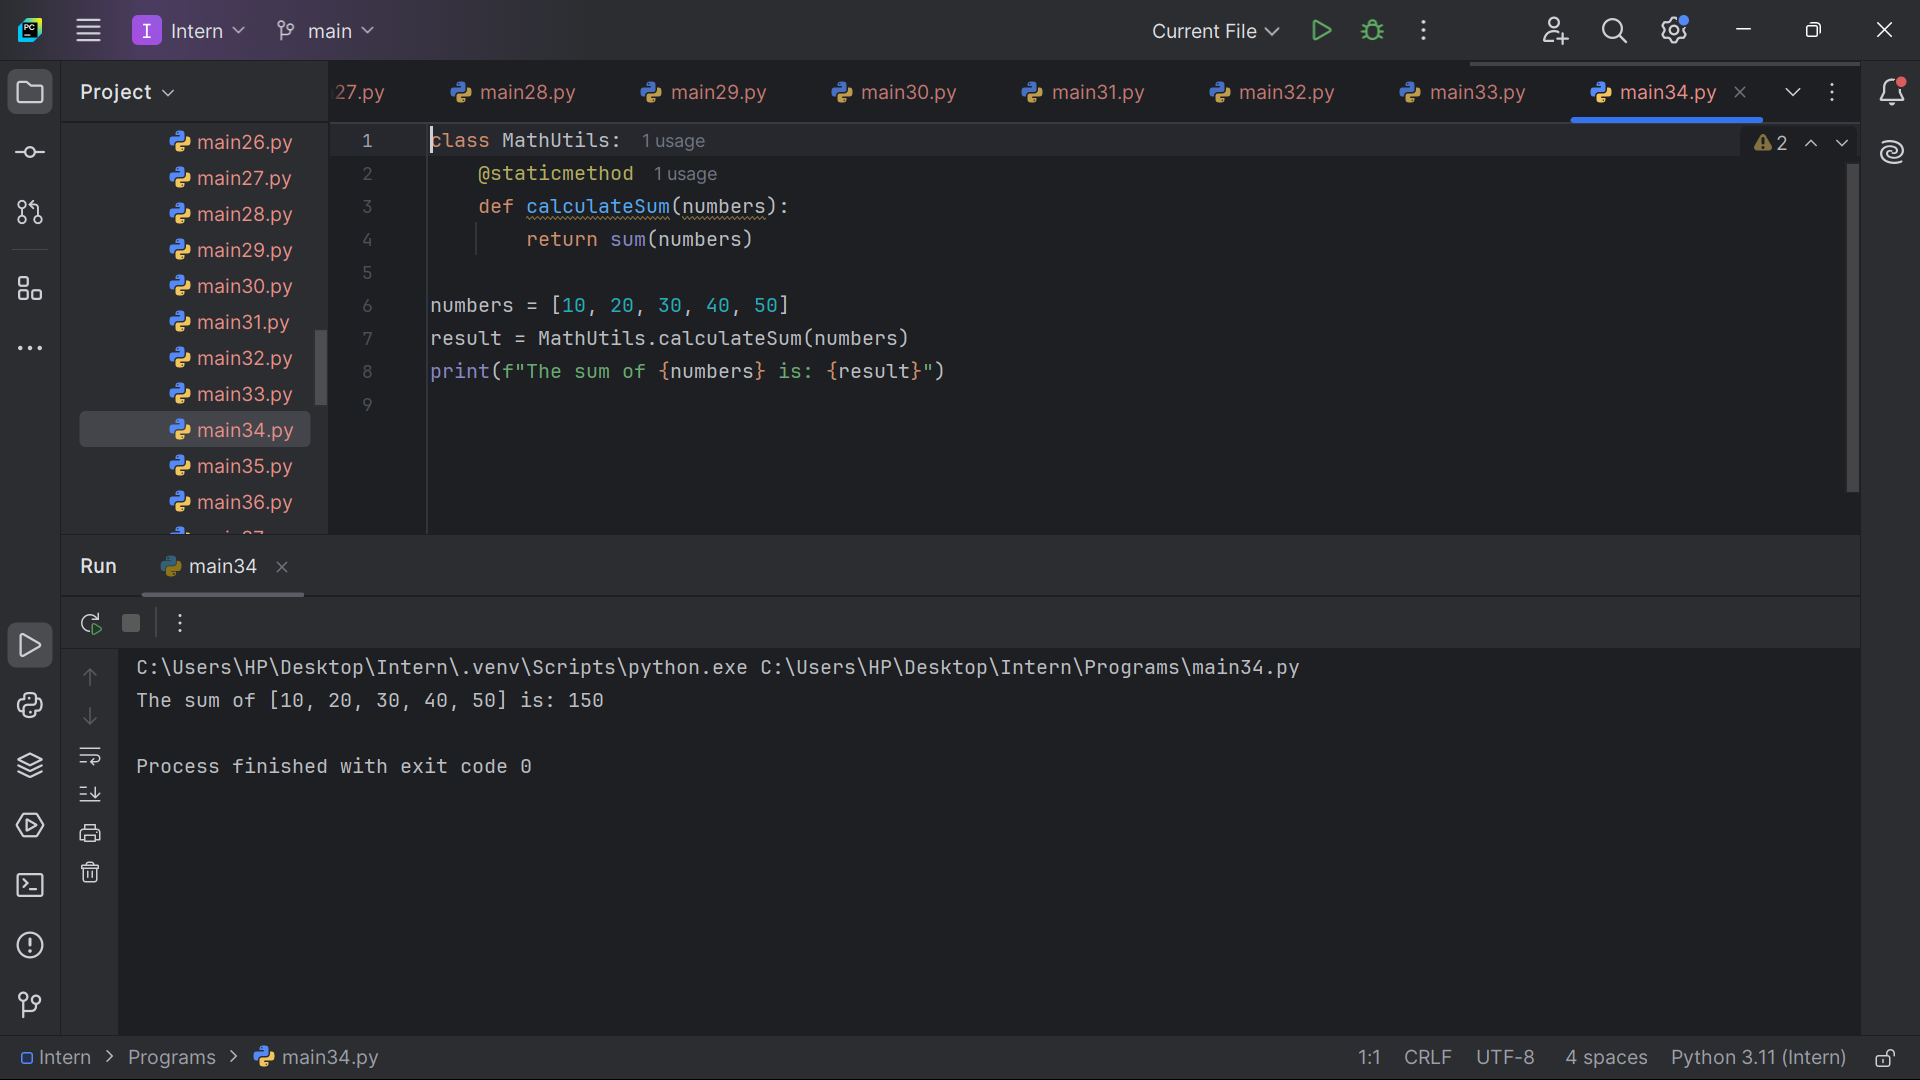 PC
I Intern main Current File
Project
27.py main28.py main29.py main30.py main31.py main32.py main33.py main34.py
main26.py
main27.py
main28.py
main29.py
main30.py
main31.py
main32.py
main33.py
main34.py
main35.py
main36.py
1 class MathUtils: 1 usage
2 @staticmethod 1 usage
3 def calculateSum(numbers):
4 return sum(numbers)
5
6 numbers = [10, 20, 30, 40, 50]
7 result = MathUtils.calculateSum(numbers)
8 print(f"The sum of {numbers} is: {result}")
9
2
Run main34
C:\Users\HP\Desktop\Intern\.venv\Scripts\python.exe C:\Users\HP\Desktop\Intern\Programs\main34.py
The sum of [10, 20, 30, 40, 50] is: 150
Process finished with exit code 0
Intern Programs main34.py 1:1 CRLF UTF-8 4 spaces Python 3.11 (Intern)